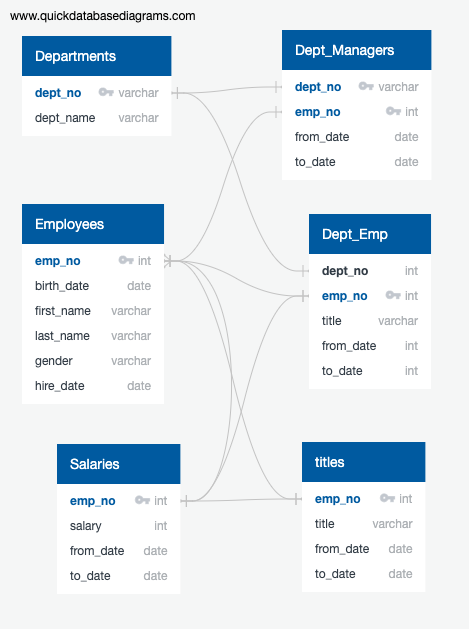 www.quickdatabasediagrams.com
Departments
dept_no varchar
dept_name varchar
Dept_Managers
dept_no varchar
emp_no int
from_date date
to_date date
Employees
emp_no int
birth_date date
first_name varchar
last_name varchar
gender varchar
hire_date date
Dept_Emp
dept_no int
emp_no int
title varchar
from_date int
to_date int
Salaries
emp_no int
salary int
from_date date
to_date date
titles
emp_no int
title varchar
from_date date
to_date date